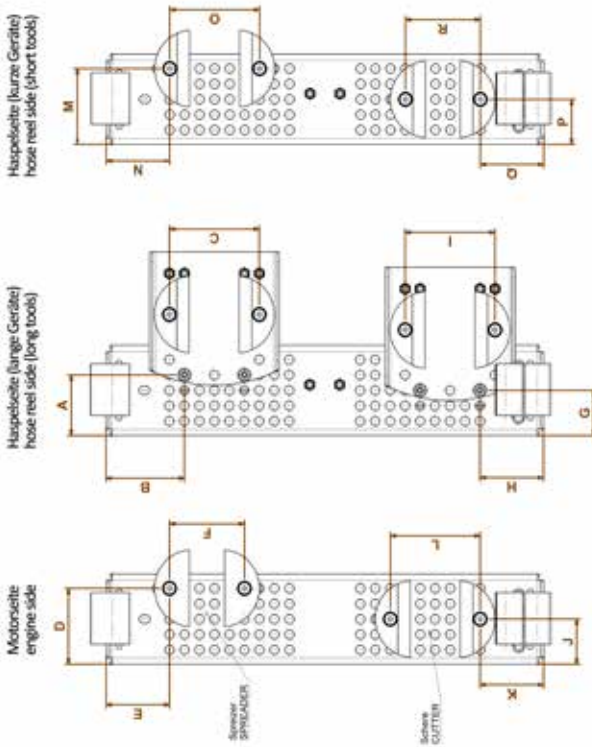 Motorseite
engine side
D
E
F
Spreizer
SPREADER
Schere
CUTTER
L
K
J
Haspelseite (lange Geräte)
hose reel side (long tools)
A
B
C
I
H
G
Haspelseite (kurze Geräte)
hose reel side (short tools)
M
N
O
R
Q
P